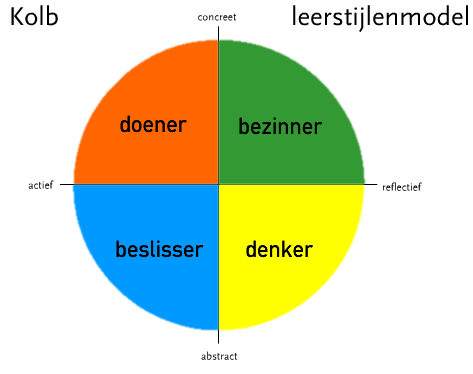 Kolb leerstijlenmodel
concreet
doener bezinner
actief reflectief
beslisser denker
abstract